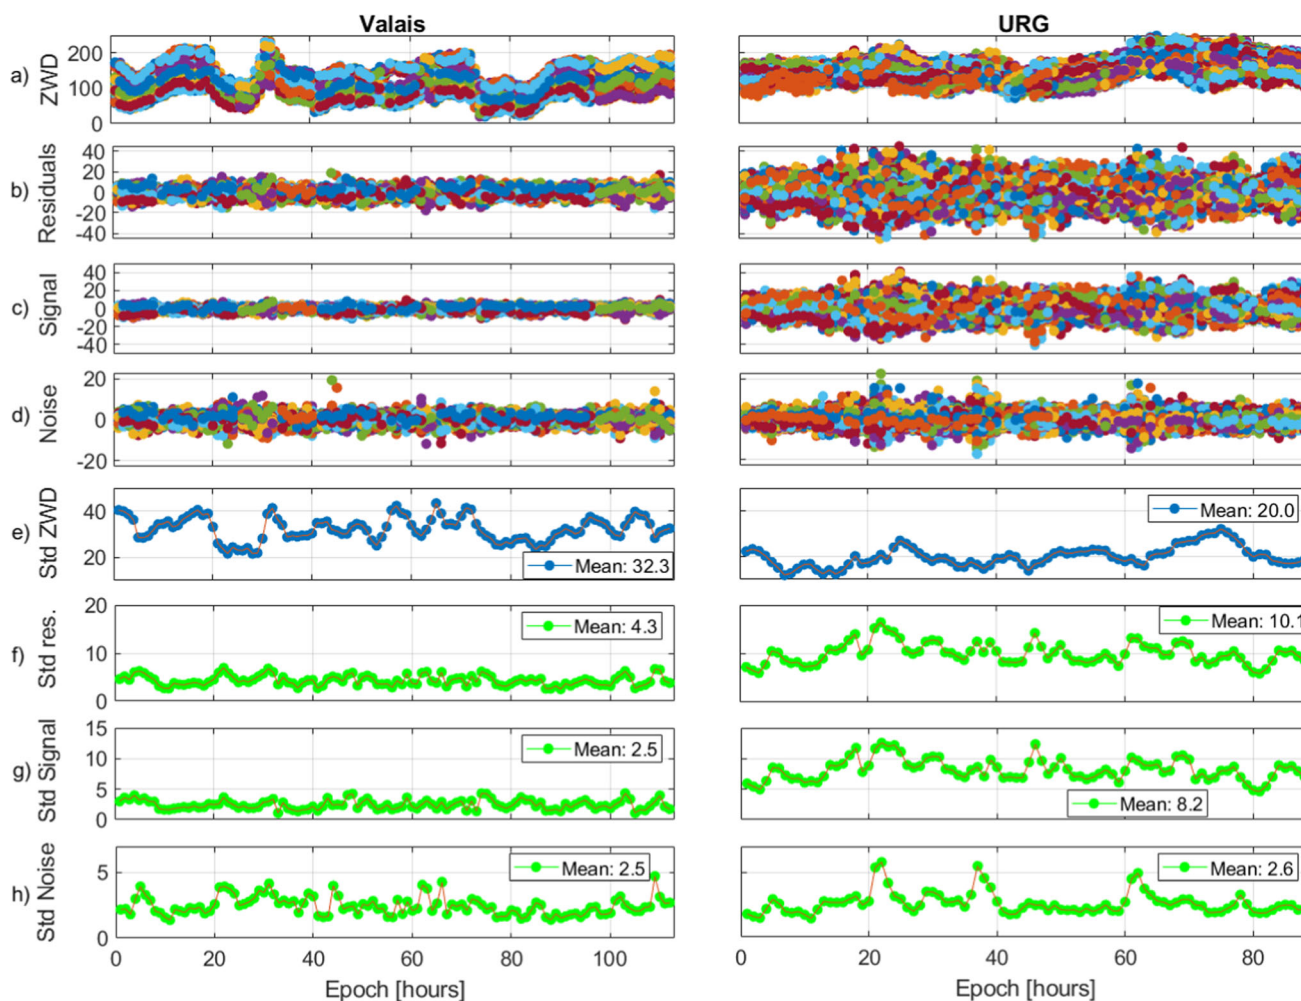 Valais
URG
a) ZWD
200
100
0
b) Residuals
40
20
0
-20
-40
c) Signal
40
20
0
-20
-40
d) Noise
20
0
-20
e) Std ZWD
40
20
Mean: 32.3
Mean: 20.0
f) Std res.
20
10
0
Mean: 4.3
Mean: 10.1
g) Std Signal
15
10
5
0
Mean: 2.5
Mean: 8.2
h) Std Noise
5
0
Mean: 2.5
Mean: 2.6
0 20 40 60 80 100
0 20 40 60 80
Epoch [hours]
Epoch [hours]